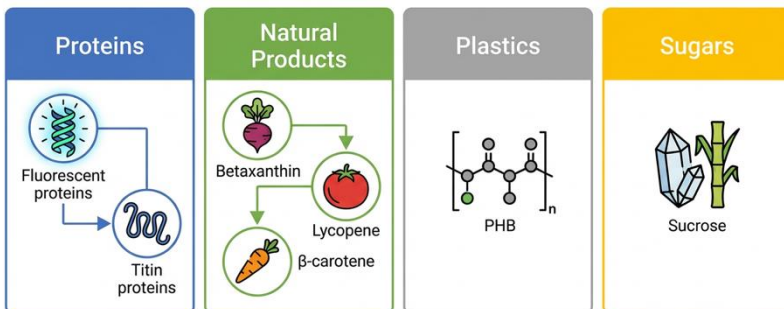 Proteins
Fluorescent
proteins
Titin
proteins
Natural
Products
Betaxanthin
Lycopene
β-carotene
Plastics
n
PHB
Sugars
Sucrose